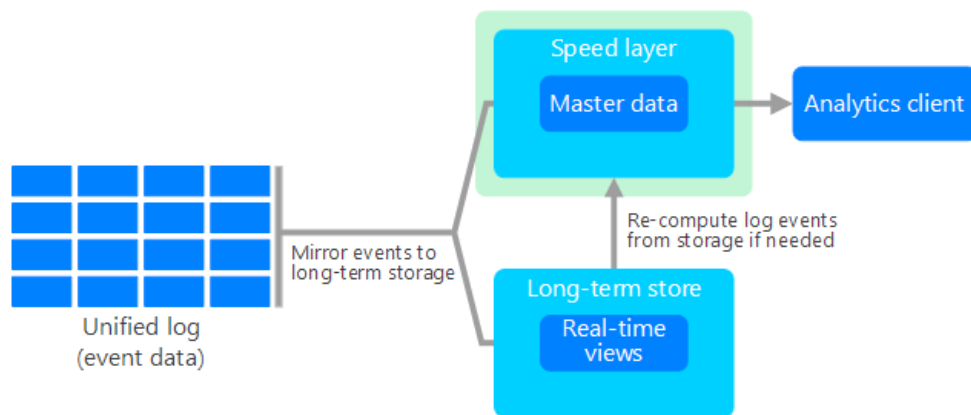 Speed layer
Master data
Analytics client
Re-compute log events
from storage if needed
Mirror events to
long-term storage
Long-term store
Real-time
views
Unified log
(event data)